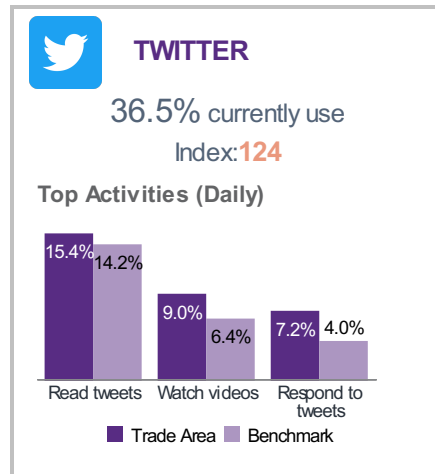 TWITTER
36.5% currently use
Index:124
Top Activities (Daily)
15.4% 14.2% 9.0% 6.4% 7.2% 4.0%
Read tweets Watch videos Respond to
tweets
Trade Area Benchmark